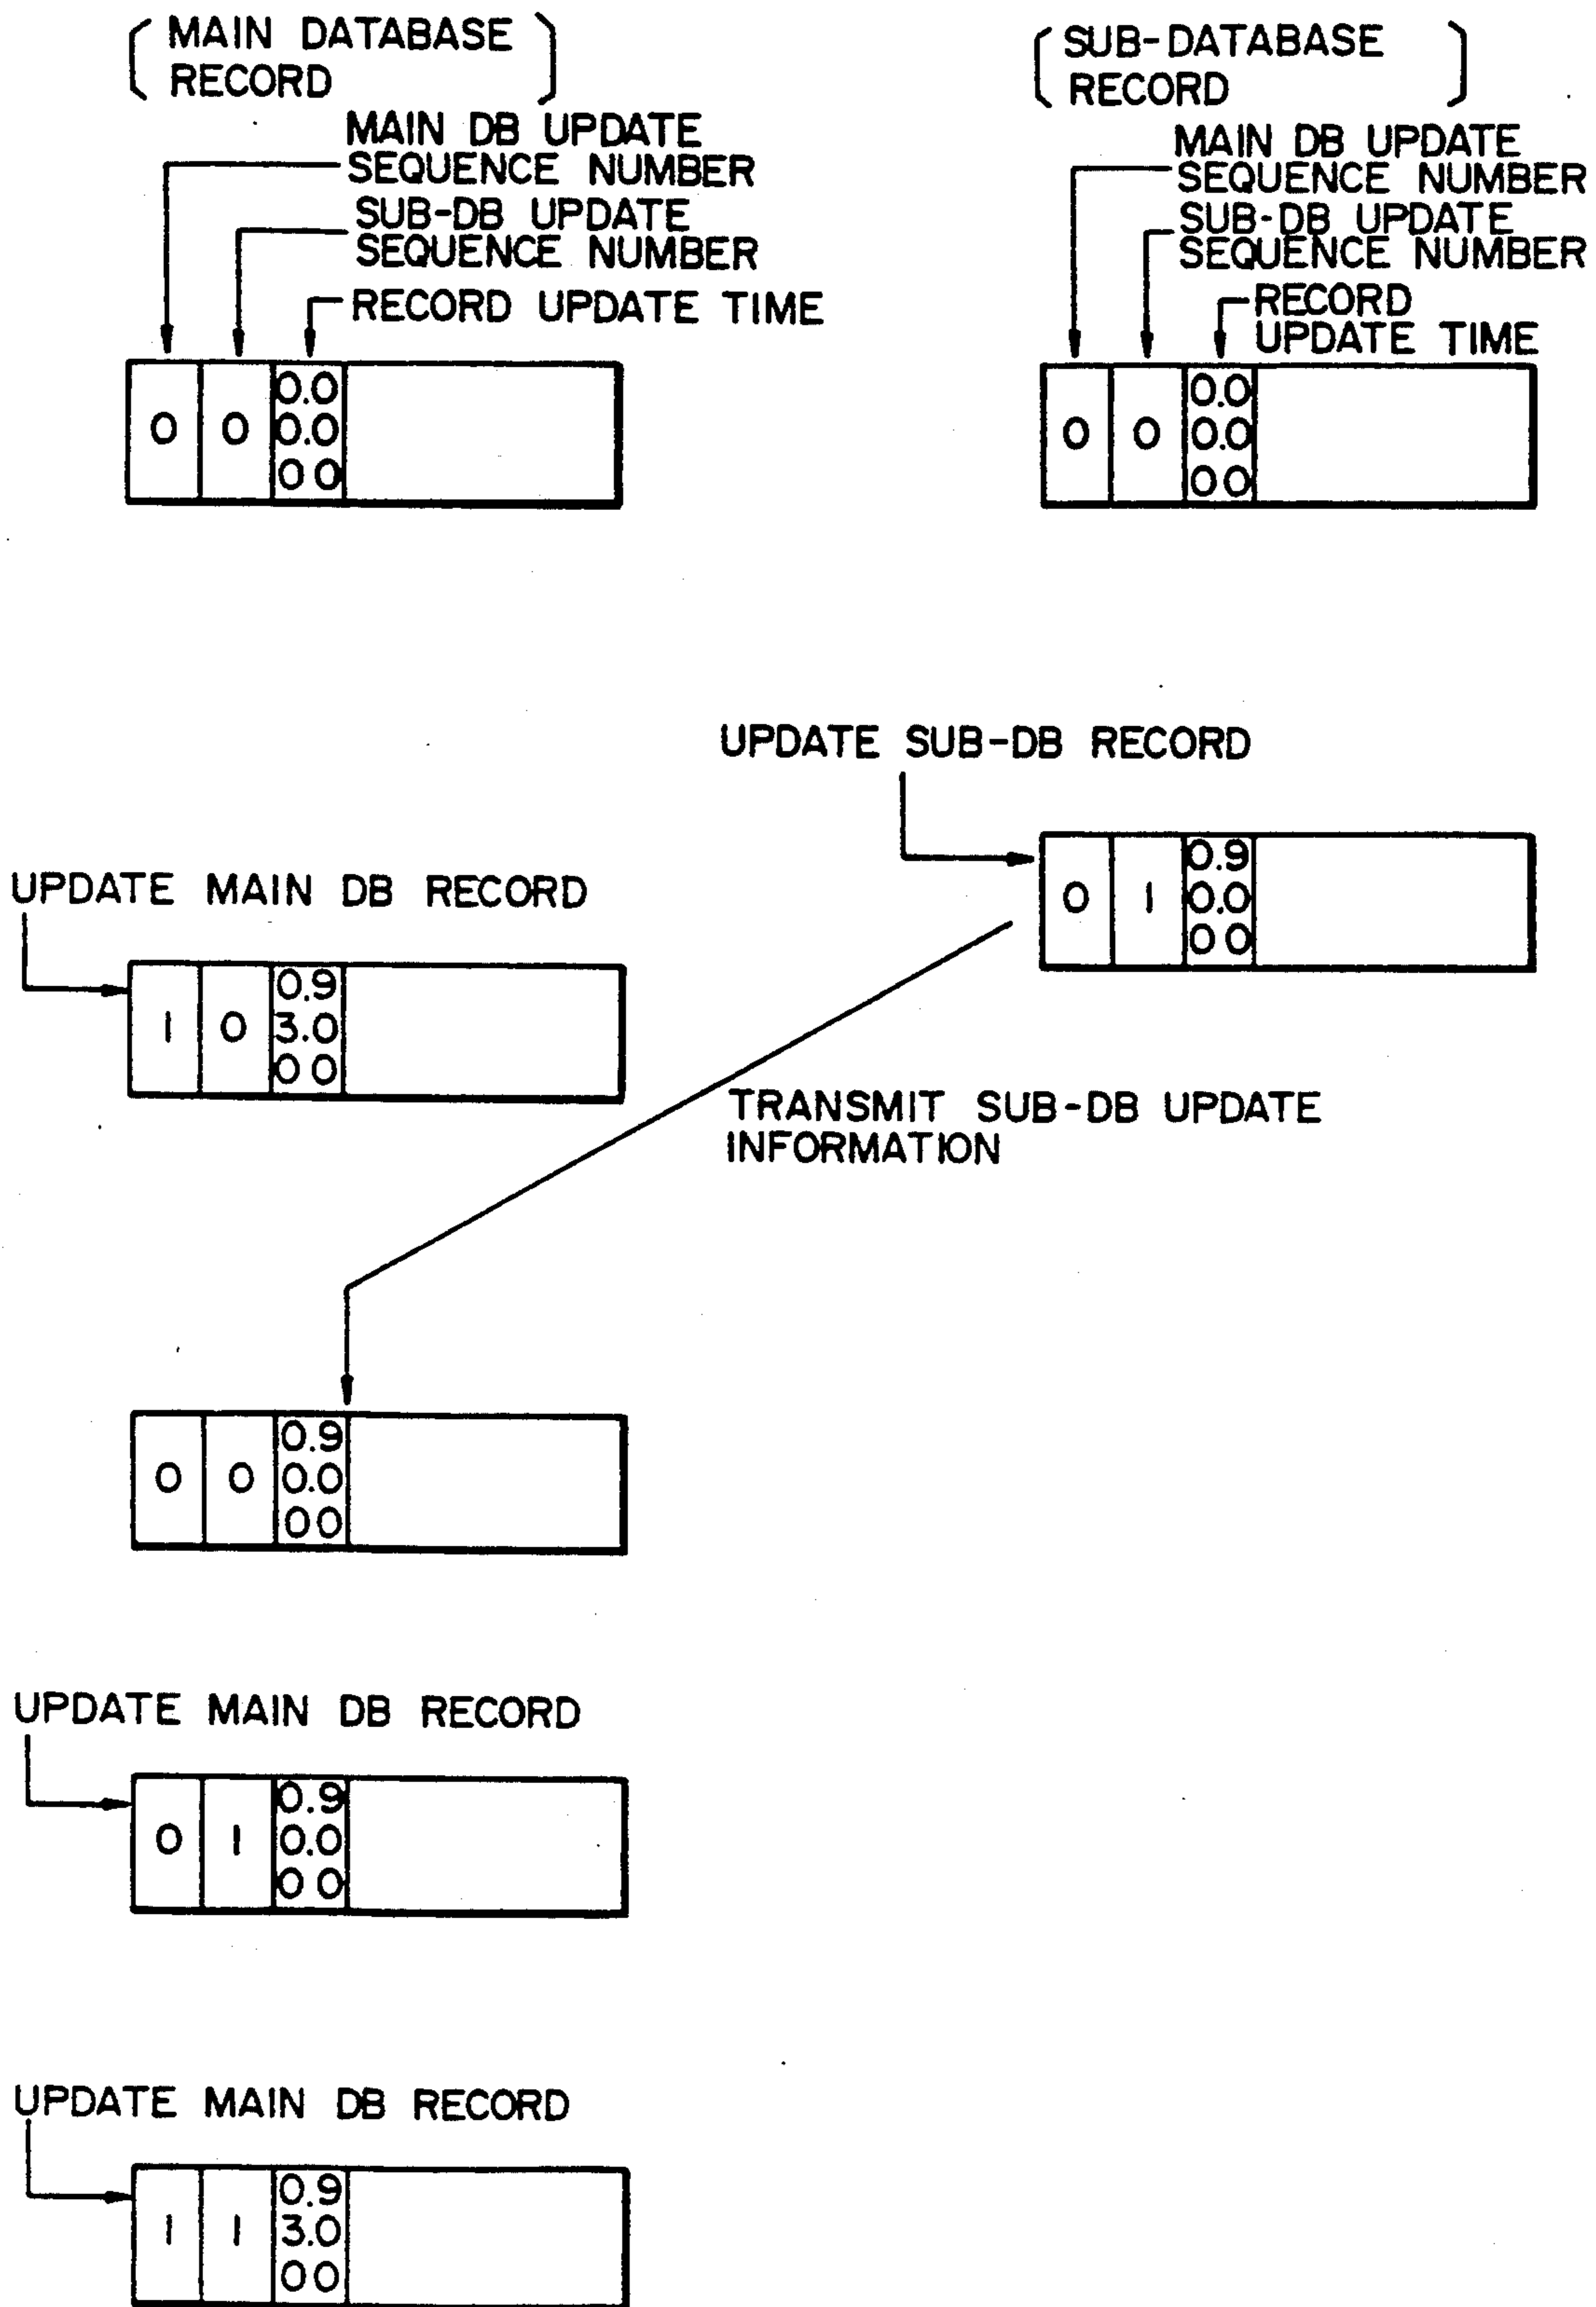 MAIN DATABASE
RECORD
MAIN DB UPDATE
SEQUENCE NUMBER
SUB-DB UPDATE
SEQUENCE NUMBER
RECORD UPDATE TIME
0 0 0.0
0.0
00
SUB-DATABASE
RECORD
MAIN DB UPDATE
SEQUENCE NUMBER
SUB-DB UPDATE
SEQUENCE NUMBER
RECORD
UPDATE TIME
0 0 0.0
0.0
00
UPDATE SUB-DB RECORD
0 1 0.9
0.0
00
UPDATE MAIN DB RECORD
1 0 0.9
3.0
00
TRANSMIT SUB-DB UPDATE
INFORMATION
0 0 0.9
0.0
00
UPDATE MAIN DB RECORD
0 1 0.9
0.0
00
UPDATE MAIN DB RECORD
1 1 0.9
3.0
00